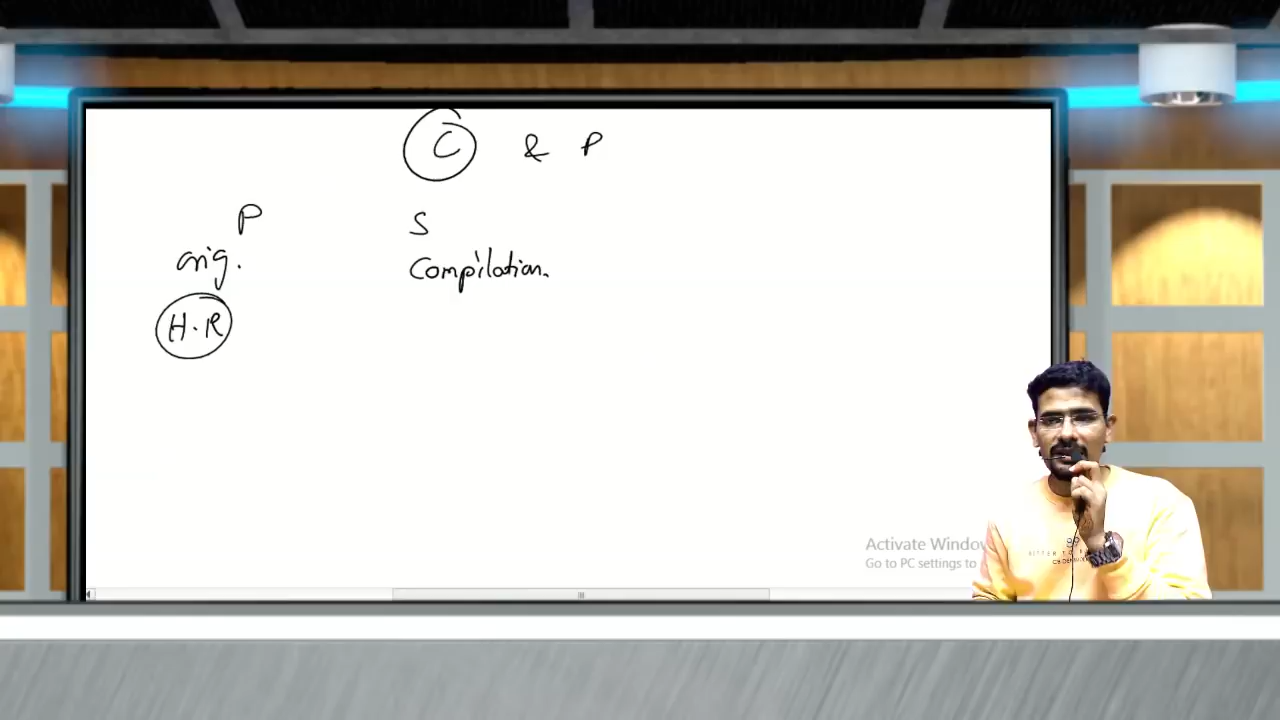 C & P
P S
orig. Compilation.
H.R
Activate Window
Go to PC settings to